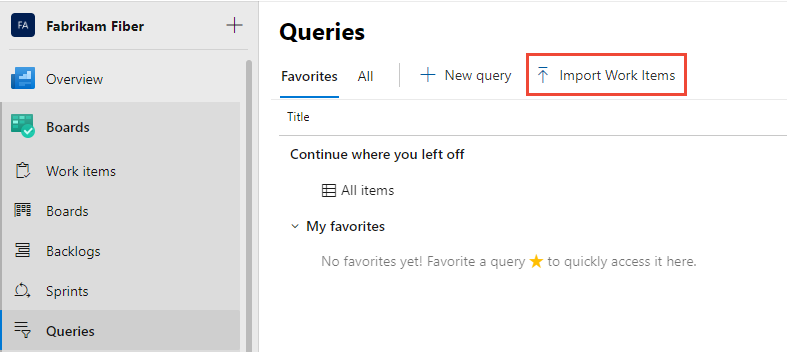 FA Fabrikam Fiber
Overview
Boards
Work items
Boards
Backlogs
Sprints
Queries
Queries
Favorites All New query Import Work Items
Title
Continue where you left off
All items
My favorites
No favorites yet! Favorite a query to quickly access it here.